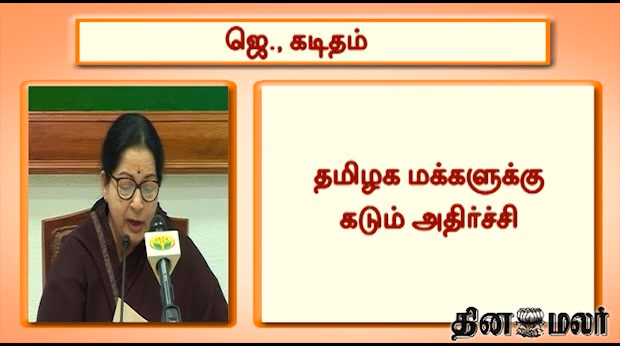 ஜெ., கடிதம்
தமிழக மக்களுக்கு
கடும் அதிர்ச்சி
தினமலர்